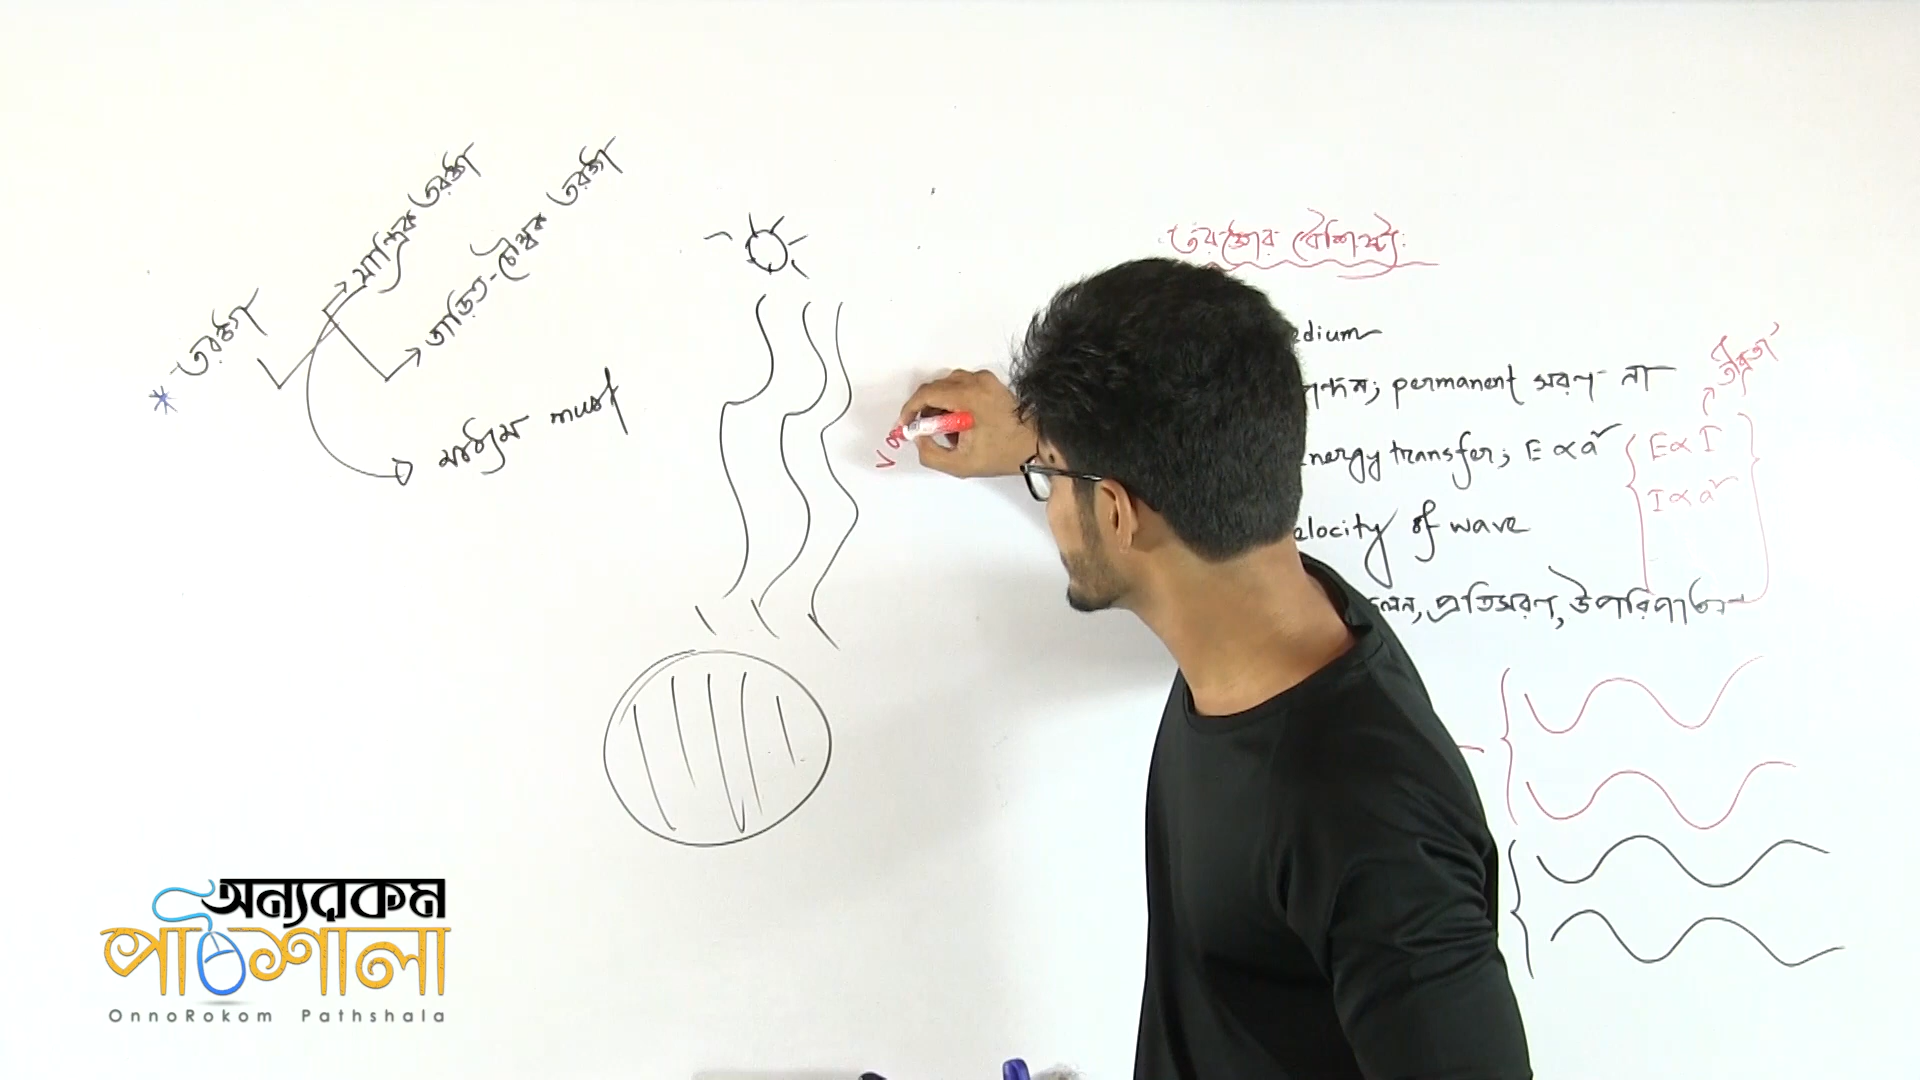 * তরঙ্গ
যান্ত্রিক তরঙ্গ
তাড়িত-চৌম্বক তরঙ্গ
মাধ্যম must
তরঙ্গের বৈশিষ্ট্য:
edium
permanent সরণ না
nergy transfer; E ∝ a²
তীব্রতা
E ∝ I
I ∝ a²
elocity of wave
লন, প্রতিসরণ, উপরিপাতন
অন্যরকম
পাঠশালা
OnnoRokom Pathshala